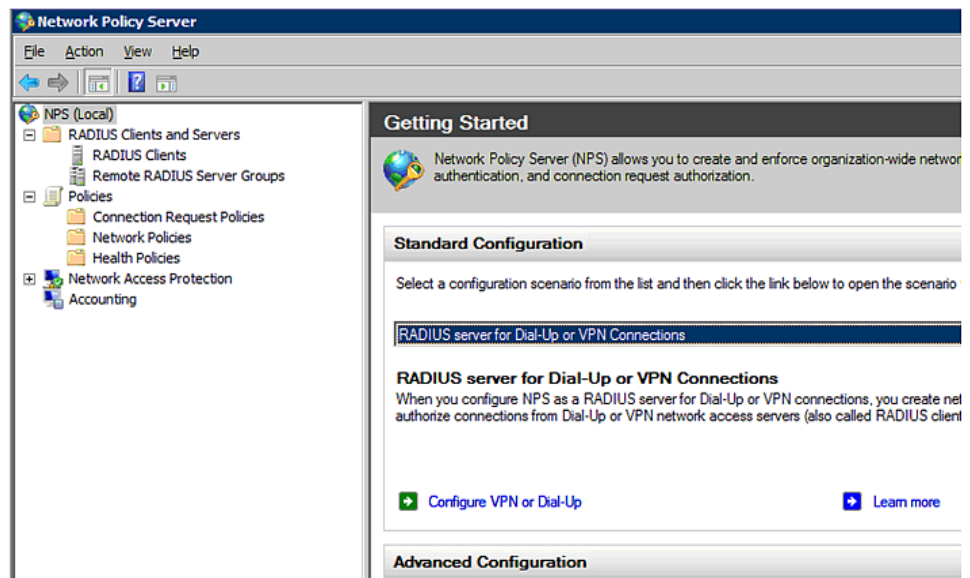 Network Policy Server
File Action View Help
NPS (Local)
RADIUS Clients and Servers
RADIUS Clients
Remote RADIUS Server Groups
Policies
Connection Request Policies
Network Policies
Health Policies
Network Access Protection
Accounting
Getting Started
Network Policy Server (NPS) allows you to create and enforce organization-wide networ
authentication, and connection request authorization.
Standard Configuration
Select a configuration scenario from the list and then click the link below to open the scenario
RADIUS server for Dial-Up or VPN Connections
RADIUS server for Dial-Up or VPN Connections
When you configure NPS as a RADIUS server for Dial-Up or VPN connections, you create net
authorize connections from Dial-Up or VPN network access servers (also called RADIUS client
Configure VPN or Dial-Up
Learn more
Advanced Configuration